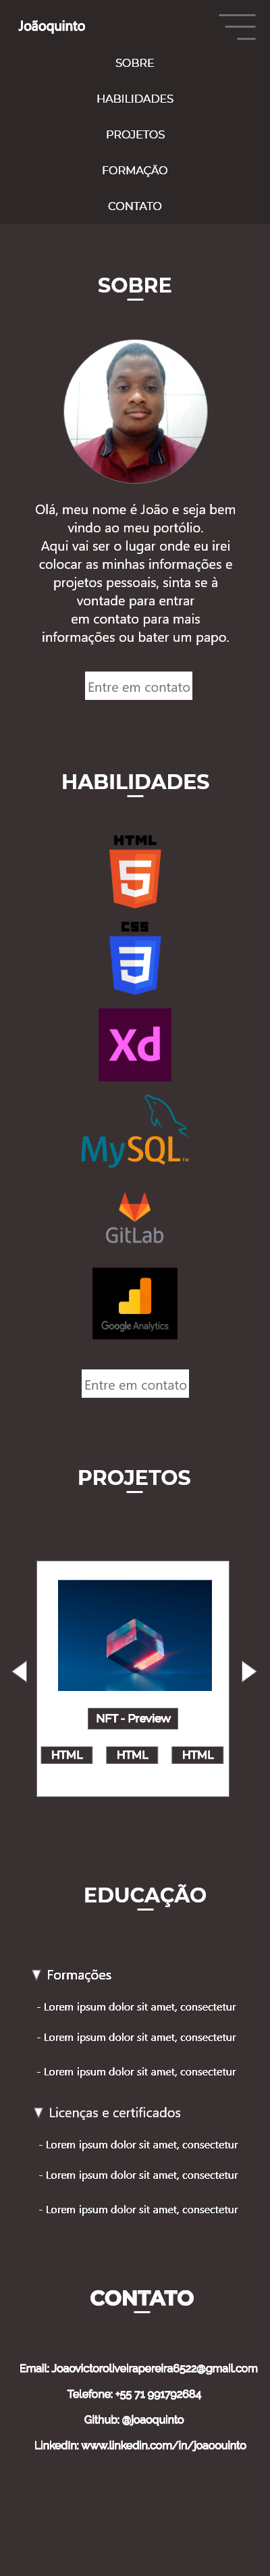 Joãoquinto
SOBRE
HABILIDADES
PROJETOS
FORMAÇÃO
CONTATO
SOBRE
Olá, meu nome é João e seja bem
vindo ao meu portólio.
Aqui vai ser o lugar onde eu irei
colocar as minhas informações e
projetos pessoais, sinta se à
vontade para entrar
em contato para mais
informações ou bater um papo.
Entre em contato
HABILIDADES
HTML
5
CSS
3
Xd
MySQL™
GitLab
Google Analytics
Entre em contato
PROJETOS
NFT - Preview
HTML HTML HTML
EDUCAÇÃO
Formações
- Lorem ipsum dolor sit amet, consectetur
- Lorem ipsum dolor sit amet, consectetur
- Lorem ipsum dolor sit amet, consectetur
Licenças e certificados
- Lorem ipsum dolor sit amet, consectetur
- Lorem ipsum dolor sit amet, consectetur
- Lorem ipsum dolor sit amet, consectetur
CONTATO
Email: Joaovictoroliveirapereira6522@gmail.com
Telefone: +55 71 991792684
Github: @joaoquinto
LinkedIn: www.linkedin.com/in/joaoouinto